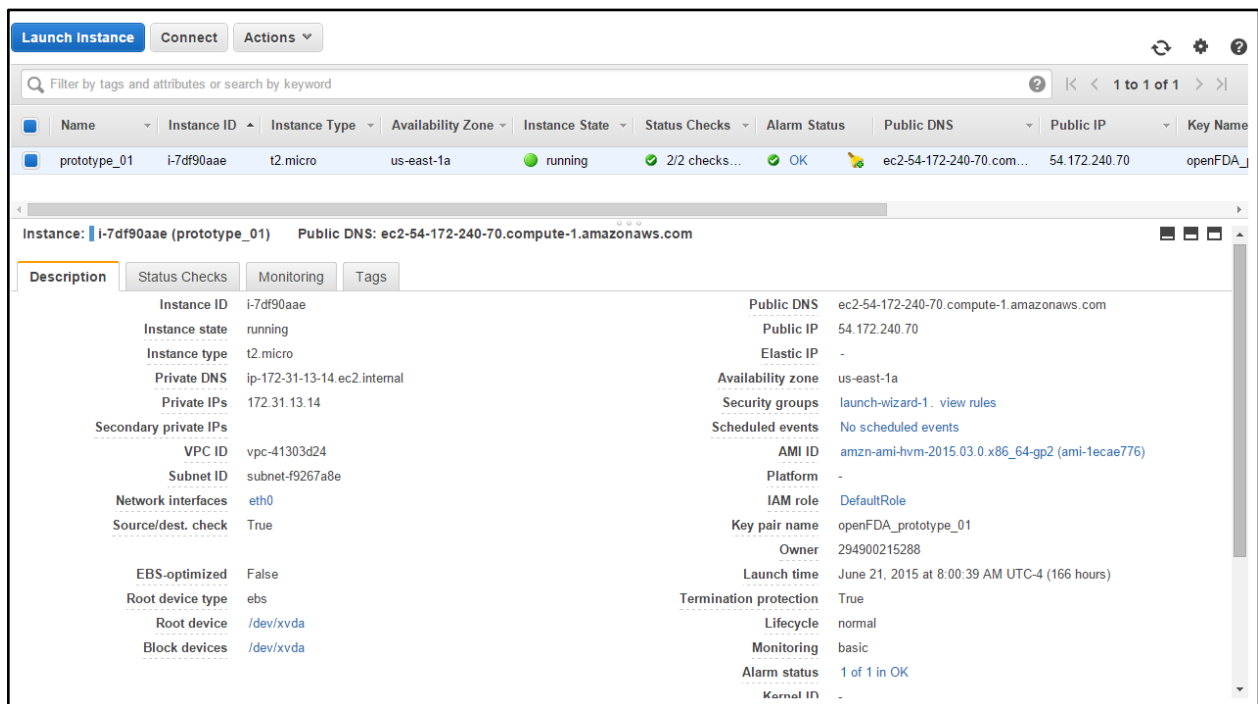 Launch Instance Connect Actions
Filter by tags and attributes or search by keyword 1 to 1 of 1
Name Instance ID Instance Type Availability Zone Instance State Status Checks Alarm Status Public DNS Public IP Key Name
prototype_01 i-7df90aae t2.micro us-east-1a running 2/2 checks... OK ec2-54-172-240-70.com... 54.172.240.70 openFDA_
Instance: i-7df90aae (prototype_01) Public DNS: ec2-54-172-240-70.compute-1.amazonaws.com
Description Status Checks Monitoring Tags
Instance ID i-7df90aae Public DNS ec2-54-172-240-70.compute-1.amazonaws.com
Instance state running Public IP 54.172.240.70
Instance type t2.micro Elastic IP -
Private DNS ip-172-31-13-14.ec2.internal Availability zone us-east-1a
Private IPs 172.31.13.14 Security groups launch-wizard-1. view rules
Secondary private IPs Scheduled events No scheduled events
VPC ID vpc-41303d24 AMI ID amzn-ami-hvm-2015.03.0.x86_64-gp2 (ami-1ecae776)
Subnet ID subnet-f9267a8e Platform -
Network interfaces eth0 IAM role DefaultRole
Source/dest. check True Key pair name openFDA_prototype_01
Owner 294900215288
EBS-optimized False Launch time June 21, 2015 at 8:00:39 AM UTC-4 (166 hours)
Root device type ebs Termination protection True
Root device /dev/xvda Lifecycle normal
Block devices /dev/xvda Monitoring basic
Alarm status 1 of 1 in OK
Kernel ID -